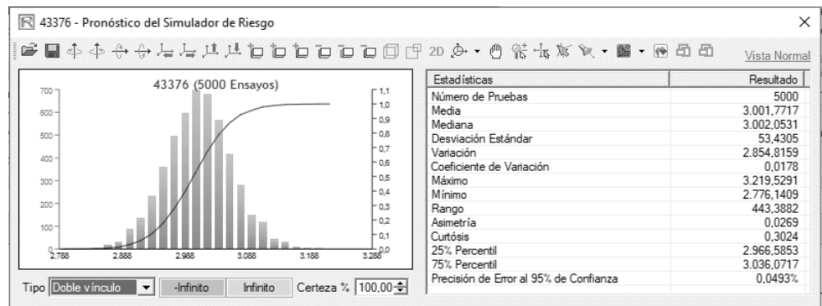 43376 - Pronóstico del Simulador de Riesgo
2D
Vista Normal
43376 (5000 Ensayos)
700
600
500
400
300
200
100
0
1,1
1,0
0,9
0,8
0,7
0,6
0,5
0,4
0,3
0,2
0,1
0,0
2.788 2.888 2.988 3.088 3.188 3.288
Tipo Doble vínculo -Infinito Infinito Certeza % 100,00
Estadísticas Resultado
Número de Pruebas 5000
Media 3.001,7717
Mediana 3.002,0531
Desviación Estándar 53,4305
Variación 2.854,8159
Coeficiente de Variación 0,0178
Máximo 3.219,5291
Mínimo 2.776,1409
Rango 443,3882
Asimetría 0,0269
Curtósis 0,3024
25% Percentil 2.966,5853
75% Percentil 3.036,0717
Precisión de Error al 95% de Confianza 0,0493%